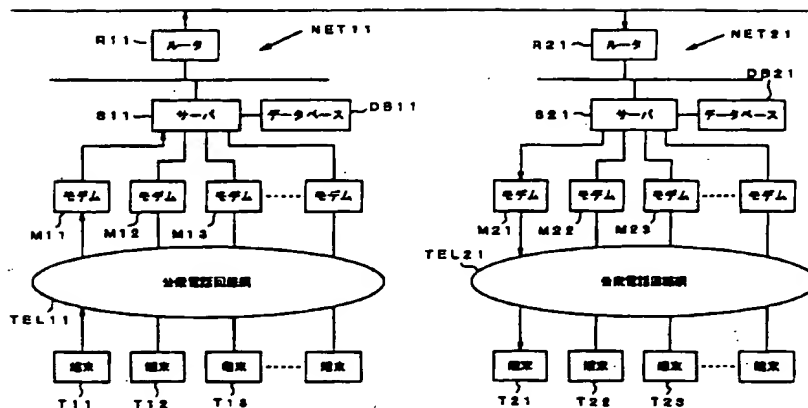 R11 ルータ NET11
R21 ルータ NET21
S11 サーバ データベース DB11
S21 サーバ データベース DB21
モデム モデム モデム モデム
M11 M12 M13
モデム モデム モデム モデム
M21 M22 M23
公衆電話回線網
TEL11
公衆電話回線網
TEL21
端末 端末 端末 端末
T11 T12 T13
端末 端末 端末 端末
T21 T22 T23